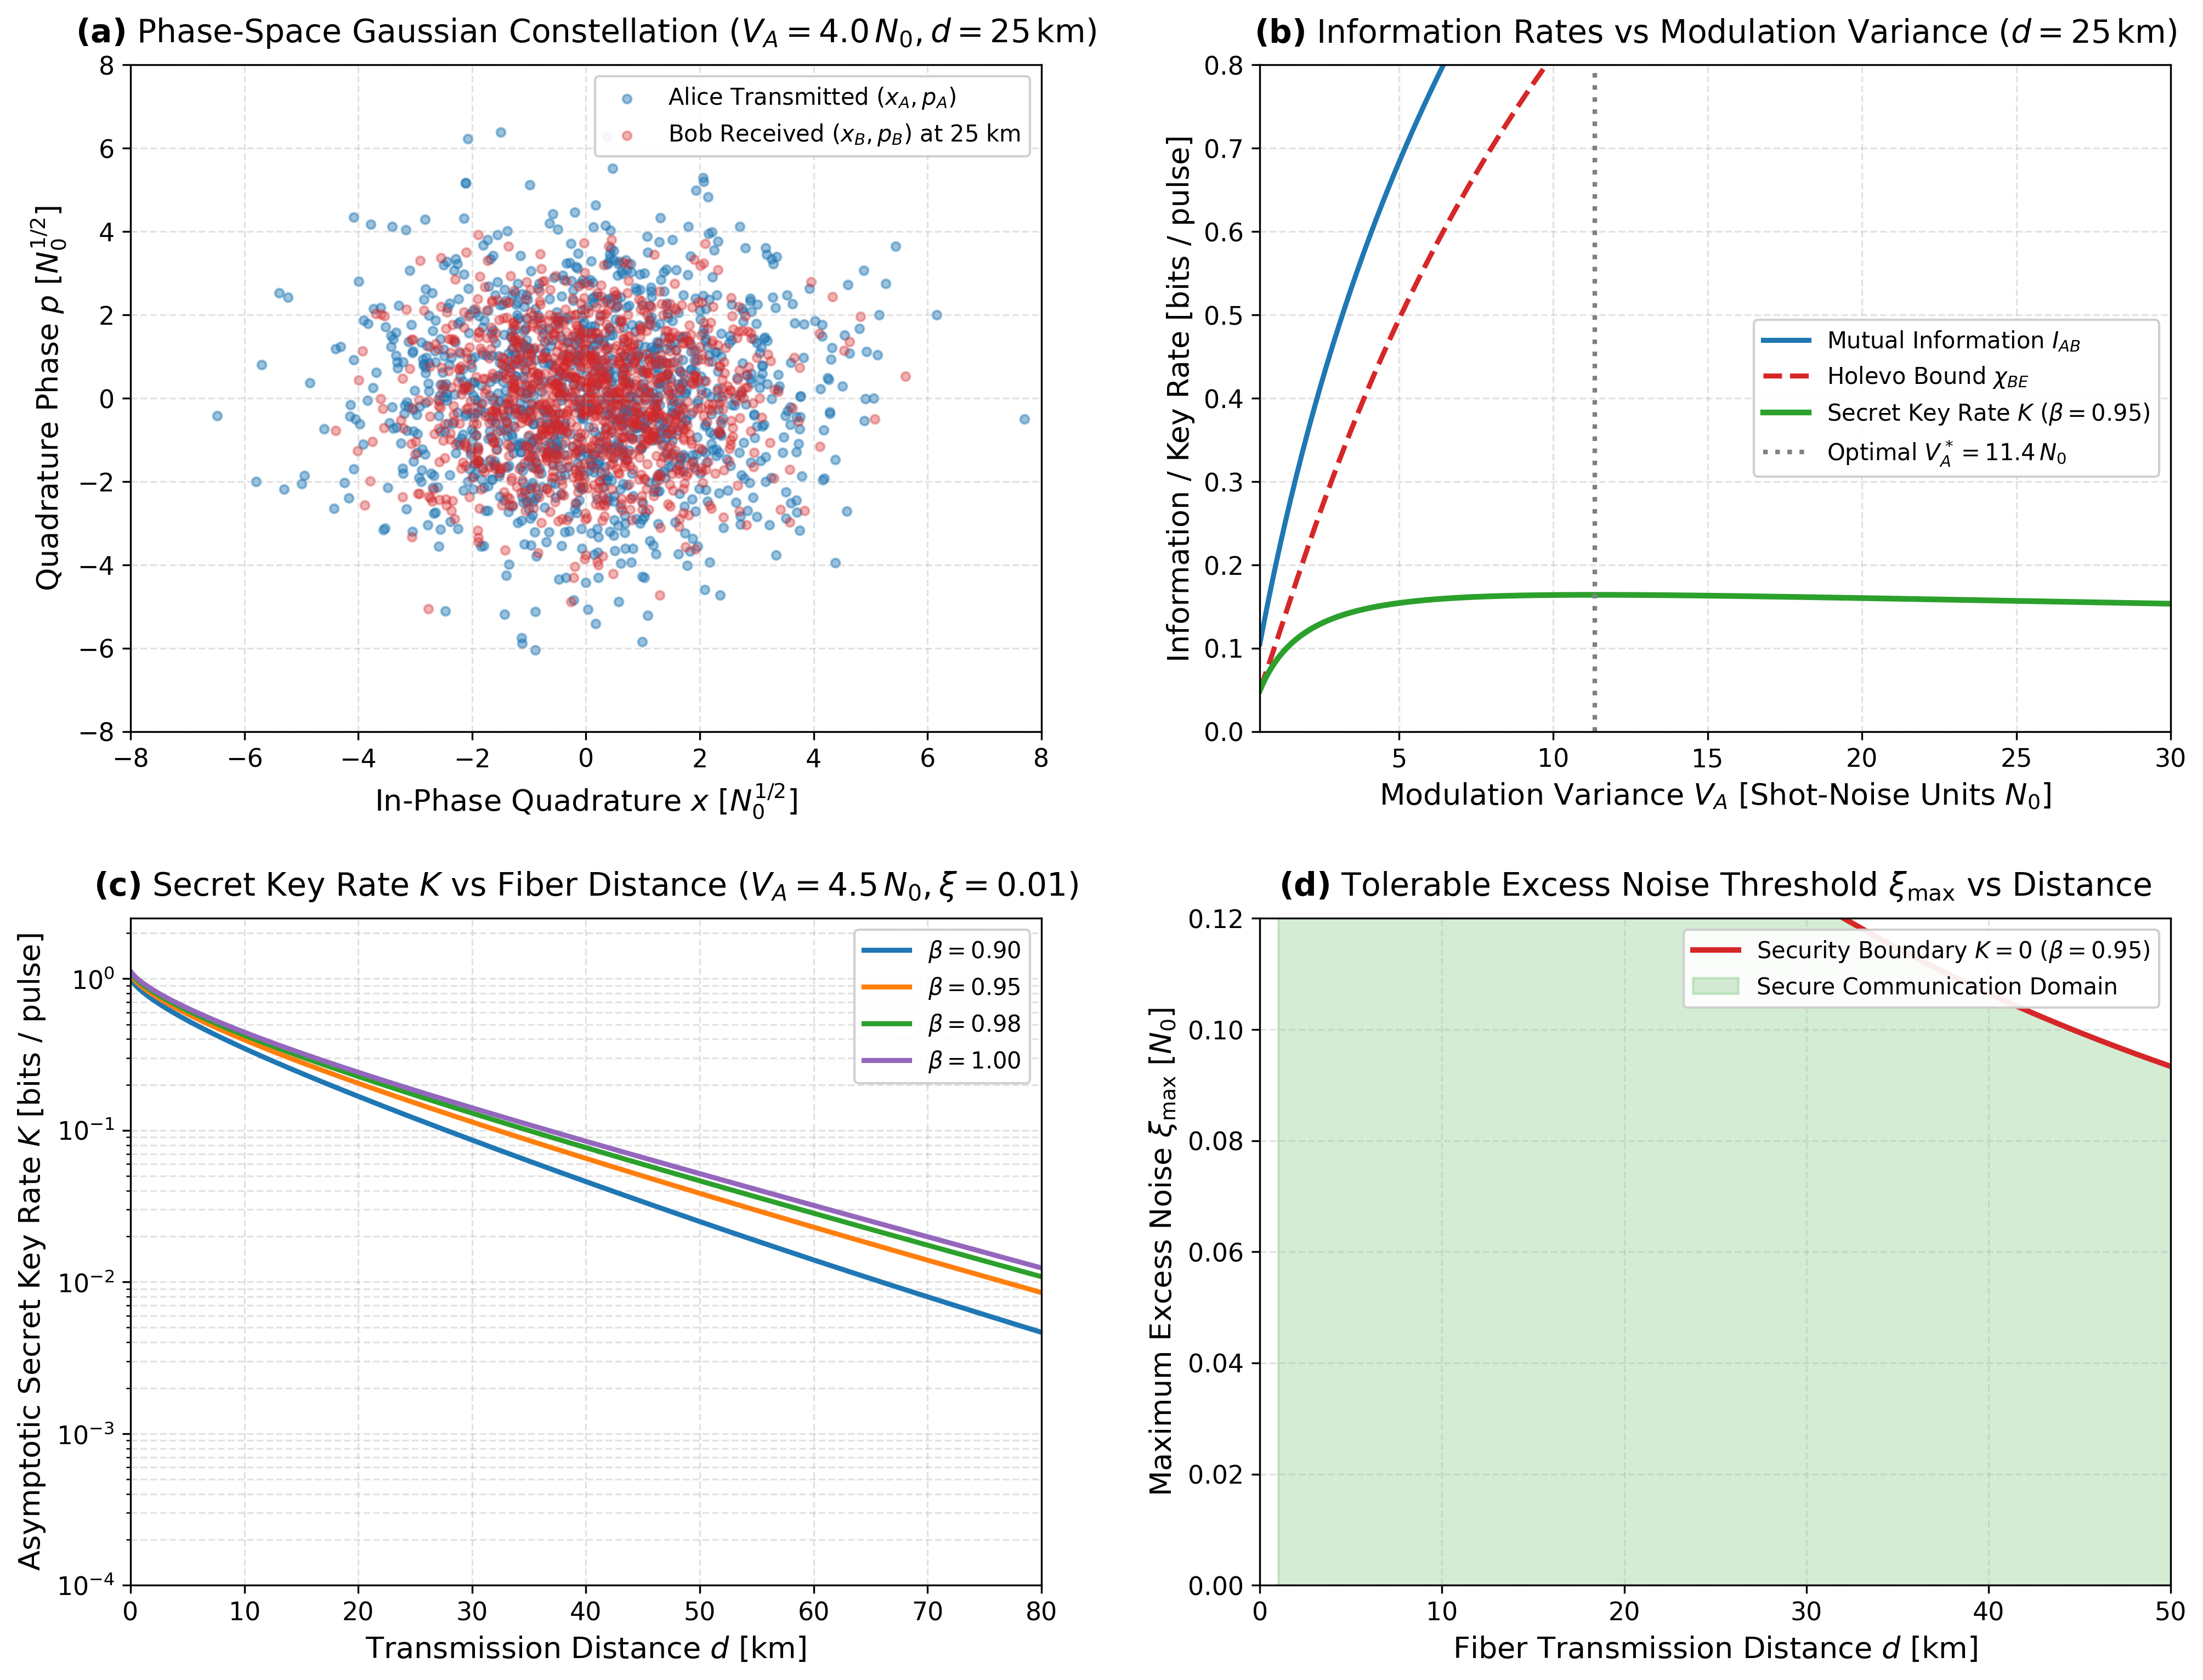 (a) Phase-Space Gaussian Constellation (V_A = 4.0 N_0, d = 25 km)
8
6
4
2
0
−2
−4
−6
−8
Quadrature Phase p [N_0^{1/2}]
Alice Transmitted (x_A, p_A)
Bob Received (x_B, p_B) at 25 km
−8 −6 −4 −2 0 2 4 6 8
In-Phase Quadrature x [N_0^{1/2}]
(b) Information Rates vs Modulation Variance (d = 25 km)
0.8
0.7
0.6
0.5
0.4
0.3
0.2
0.1
0.0
Information / Key Rate [bits / pulse]
Mutual Information I_{AB}
Holevo Bound χ_{BE}
Secret Key Rate K (β = 0.95)
Optimal V_A^* = 11.4 N_0
5 10 15 20 25 30
Modulation Variance V_A [Shot-Noise Units N_0]
(c) Secret Key Rate K vs Fiber Distance (V_A = 4.5 N_0, ξ = 0.01)
10^0
10^{−1}
10^{−2}
10^{−3}
10^{−4}
Asymptotic Secret Key Rate K [bits / pulse]
β = 0.90
β = 0.95
β = 0.98
β = 1.00
0 10 20 30 40 50 60 70 80
Transmission Distance d [km]
(d) Tolerable Excess Noise Threshold ξ_{max} vs Distance
0.12
0.10
0.08
0.06
0.04
0.02
0.00
Maximum Excess Noise ξ_{max} [N_0]
Security Boundary K = 0 (β = 0.95)
Secure Communication Domain
0 10 20 30 40 50
Fiber Transmission Distance d [km]